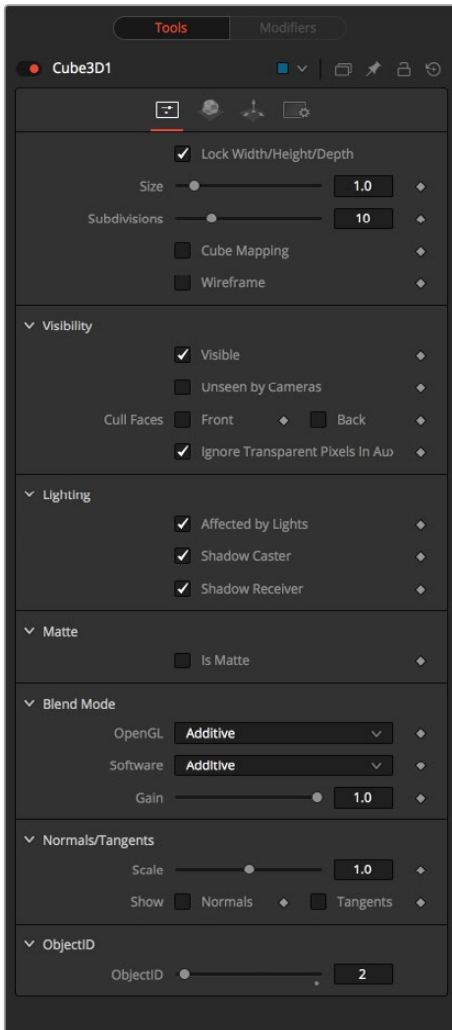 Tools Modifiers
Cube3D1
Lock Width/Height/Depth
Size 1.0
Subdivisions 10
Cube Mapping
Wireframe
Visibility
Visible
Unseen by Cameras
Cull Faces Front Back
Ignore Transparent Pixels In Aux
Lighting
Affected by Lights
Shadow Caster
Shadow Receiver
Matte
Is Matte
Blend Mode
OpenGL Additive
Software Additive
Gain 1.0
Normals/Tangents
Scale 1.0
Show Normals Tangents
ObjectID
ObjectID 2